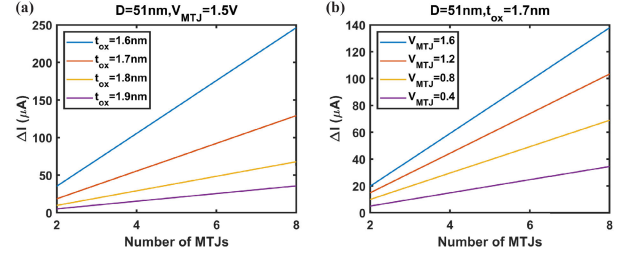 (a)
D=51nm,V_MTJ=1.5V
ΔI (μA)
250
200
150
100
50
0
t_ox=1.6nm
t_ox=1.7nm
t_ox=1.8nm
t_ox=1.9nm
2 4 6 8
Number of MTJs
(b)
D=51nm,t_ox=1.7nm
ΔI (μA)
140
120
100
80
60
40
20
0
V_MTJ=1.6
V_MTJ=1.2
V_MTJ=0.8
V_MTJ=0.4
2 4 6 8
Number of MTJs